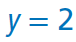 y = 2